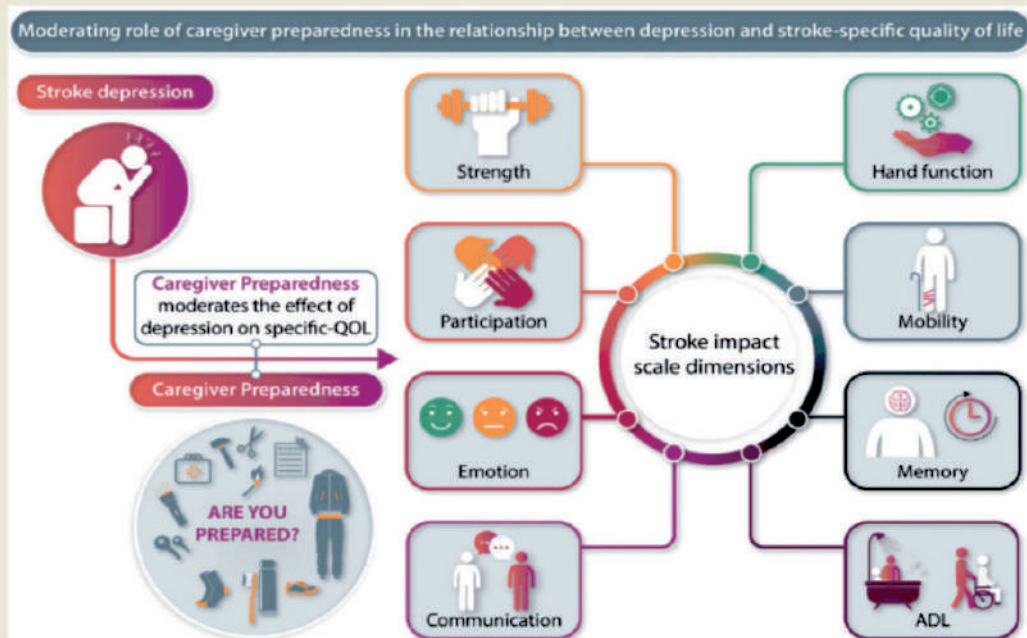 Moderating role of caregiver preparedness in the relationship between depression and stroke-specific quality of life
Stroke depression
Caregiver Preparedness
moderates the effect of
depression on specific-QOL
Caregiver Preparedness
ARE YOU
PREPARED?
Strength
Participation
Emotion
Communication
Stroke impact
scale dimensions
Hand function
Mobility
Memory
ADL